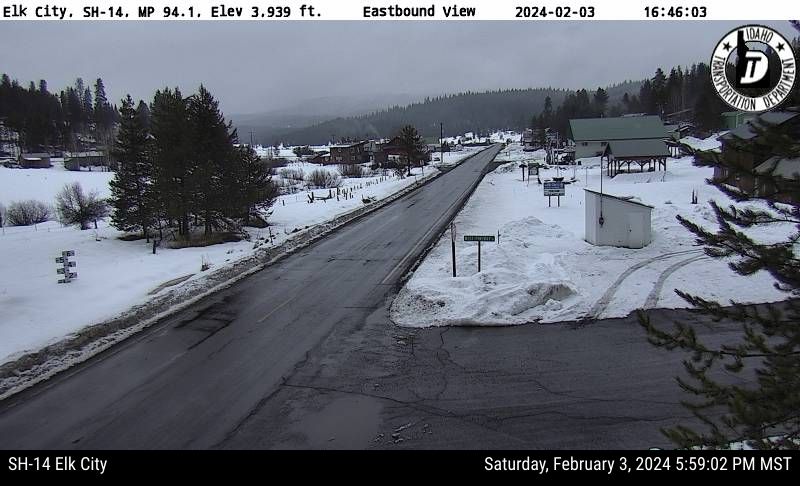 Elk City, SH-14, MP 94.1, Elev 3,939 ft. Eastbound View 2024-02-03 16:46:03
IDAHO
TRANSPORTATION DEPARTMENT
SH-14 Elk City Saturday, February 3, 2024 5:59:02 PM MST